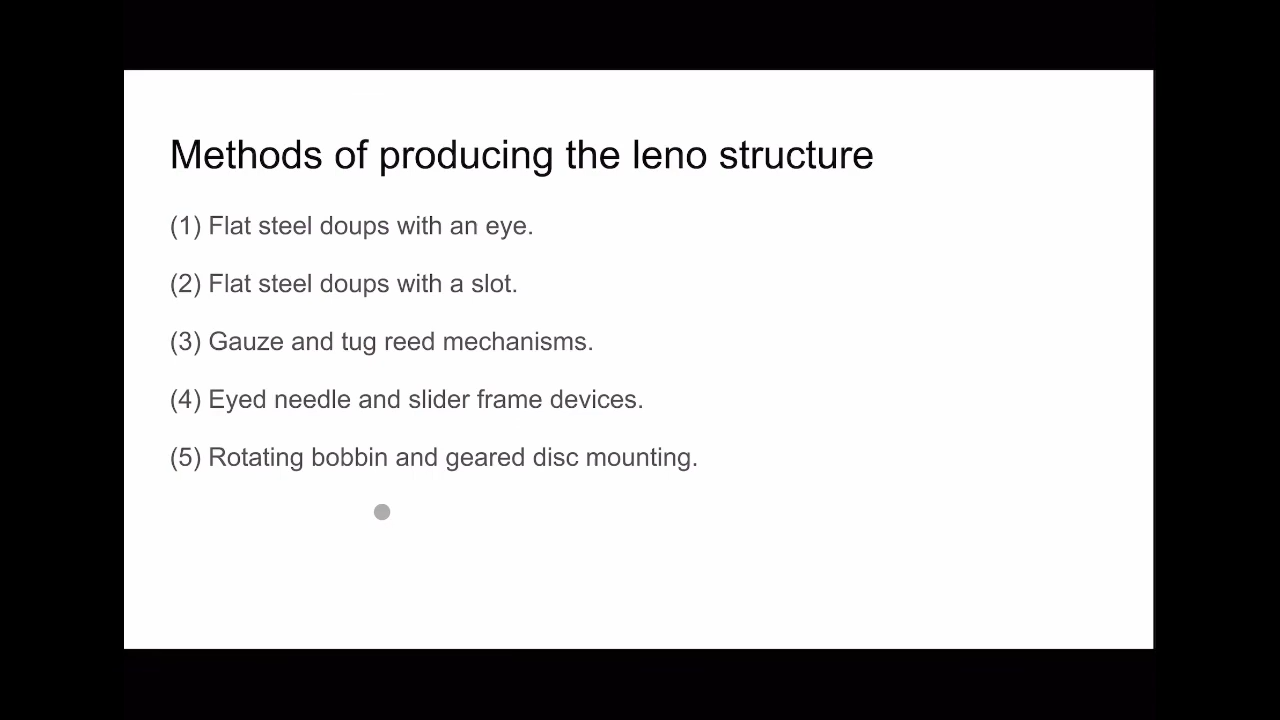 Methods of producing the leno structure
(1) Flat steel doups with an eye.
(2) Flat steel doups with a slot.
(3) Gauze and tug reed mechanisms.
(4) Eyed needle and slider frame devices.
(5) Rotating bobbin and geared disc mounting.